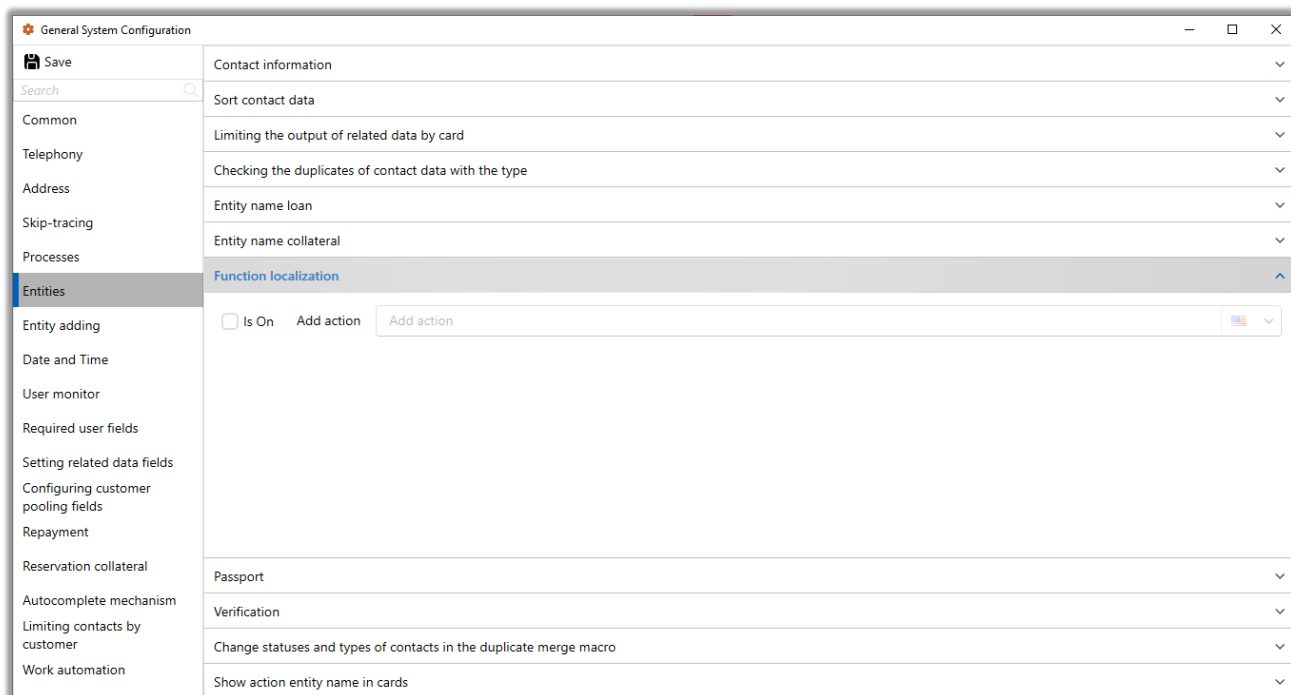 General System Configuration
Save
Search
Common
Telephony
Address
Skip-tracing
Processes
Entities
Entity adding
Date and Time
User monitor
Required user fields
Setting related data fields
Configuring customer
pooling fields
Repayment
Reservation collateral
Autocomplete mechanism
Limiting contacts by
customer
Work automation
Contact information
Sort contact data
Limiting the output of related data by card
Checking the duplicates of contact data with the type
Entity name loan
Entity name collateral
Function localization
Is On Add action Add action
Passport
Verification
Change statuses and types of contacts in the duplicate merge macro
Show action entity name in cards